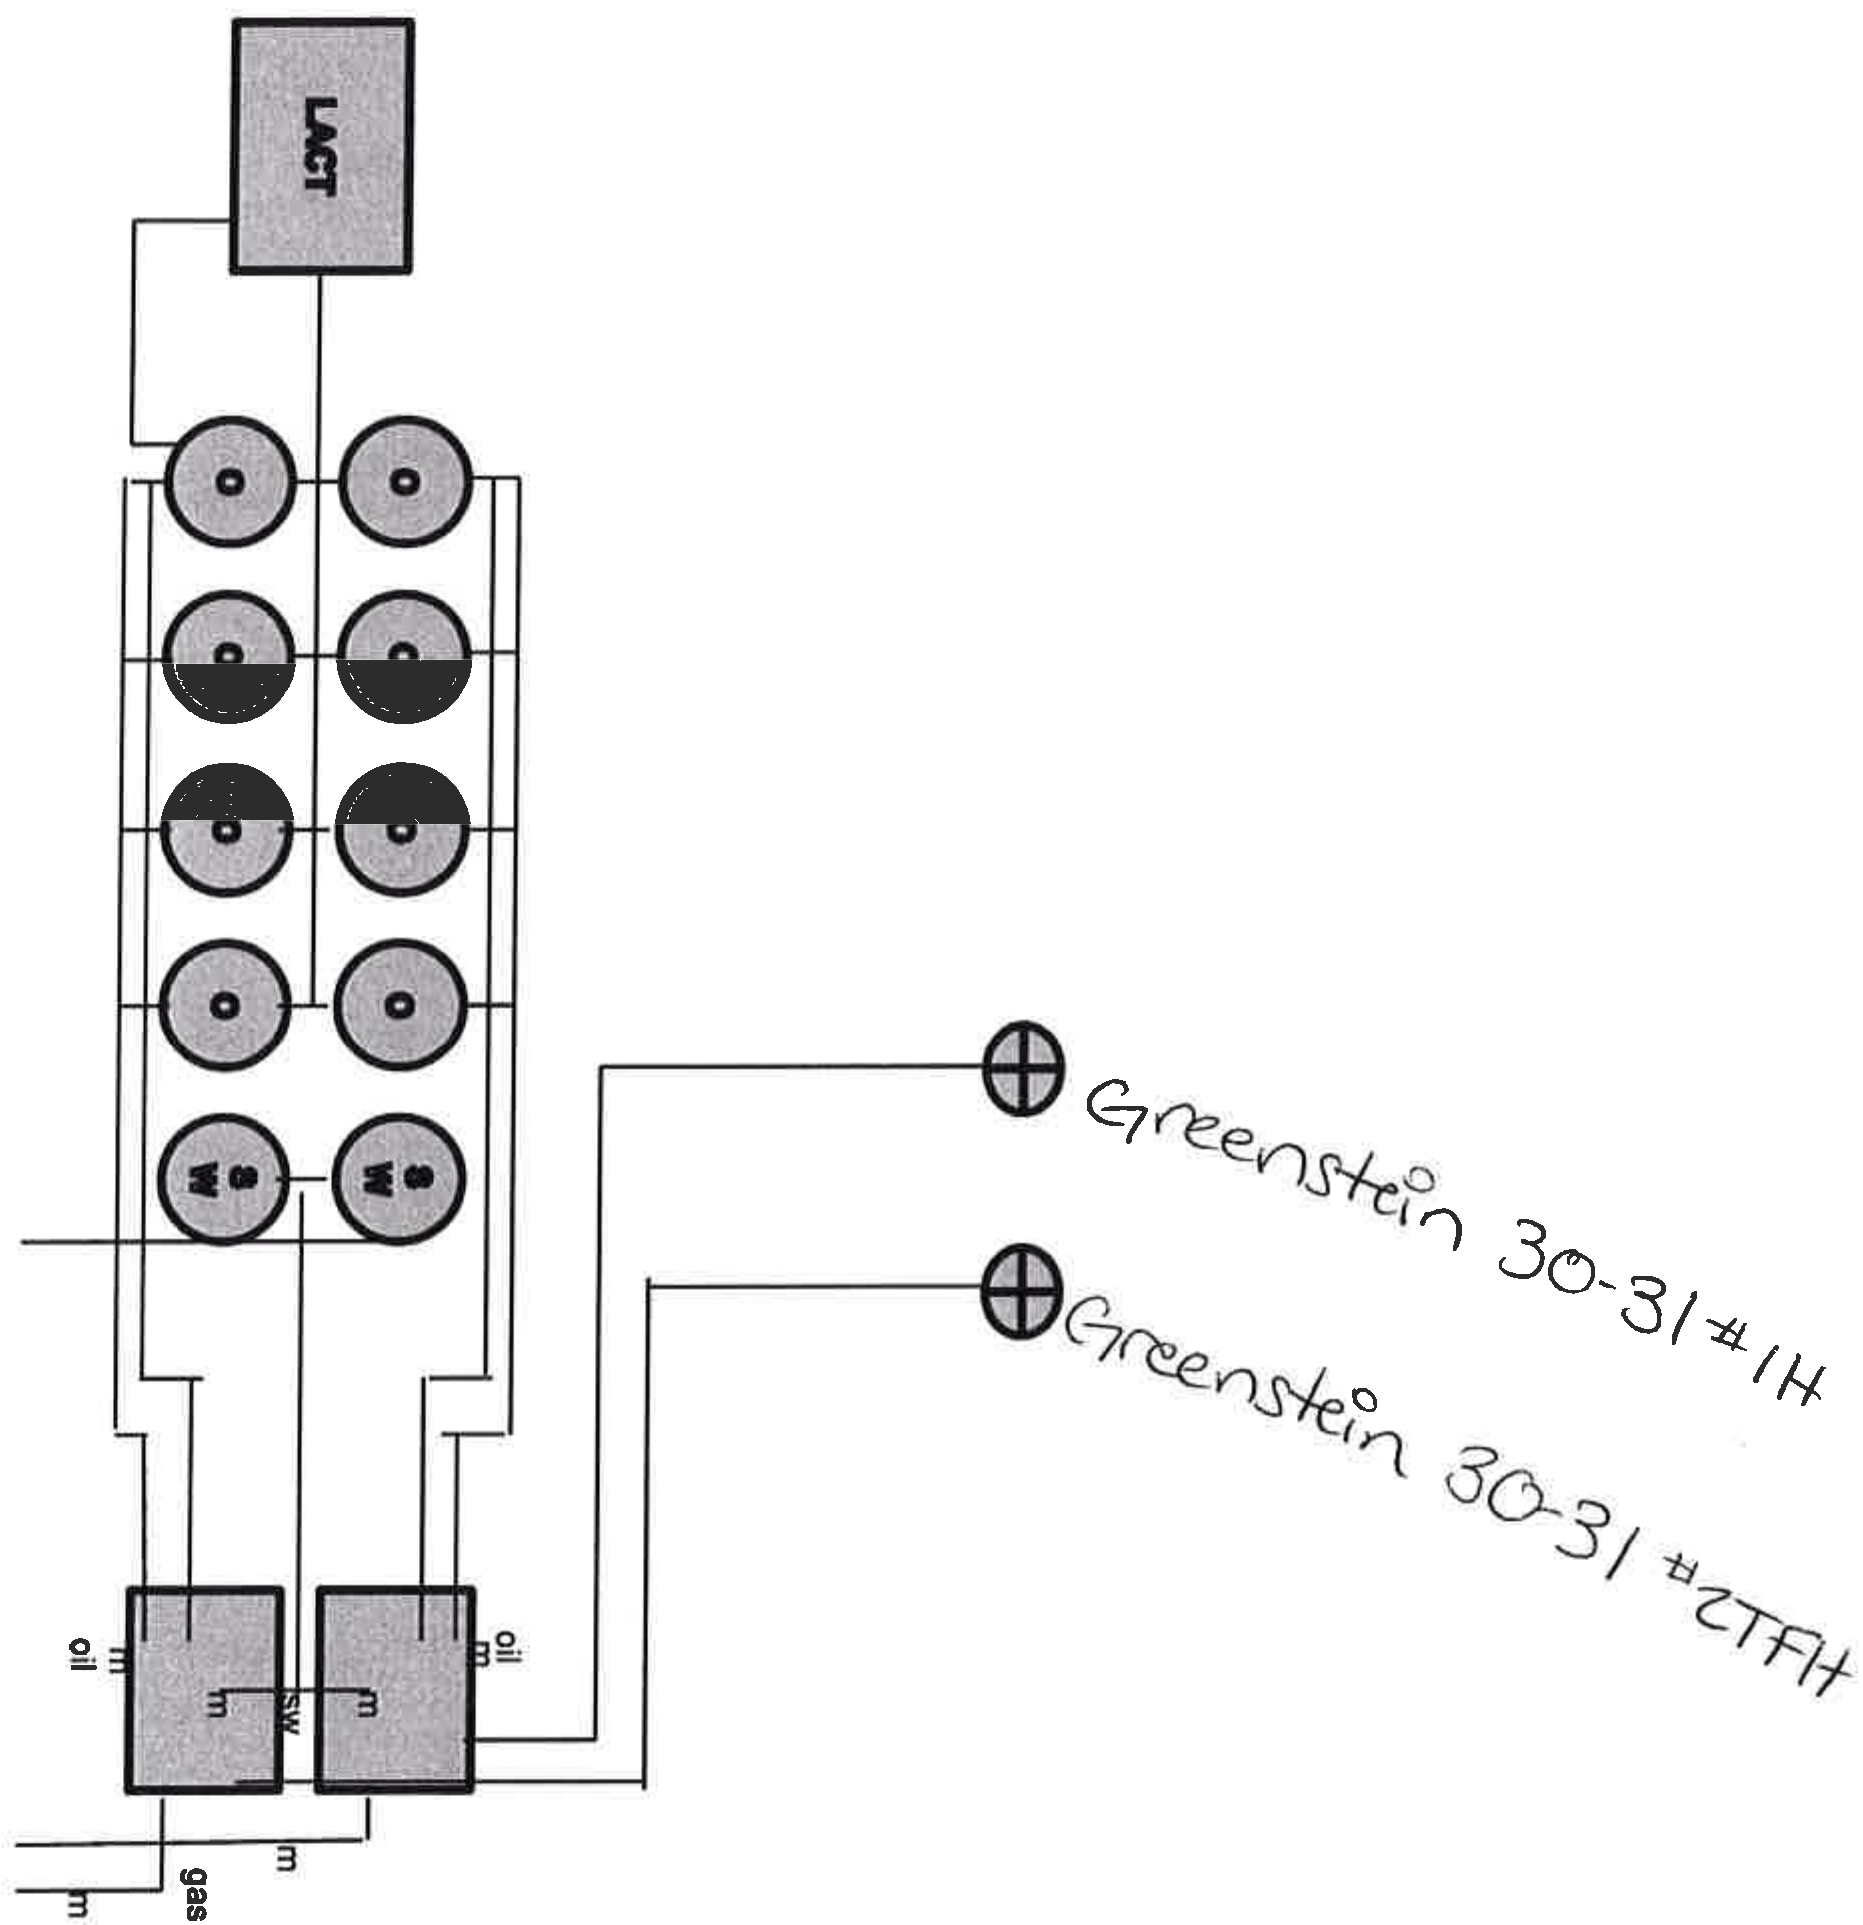 LACT
O O
O O
O O
O O
S W S W
Greenstein 30-31 #1H
Greenstein 30-31 #2TFH
oil m m oil
m sw m
m
gas
m